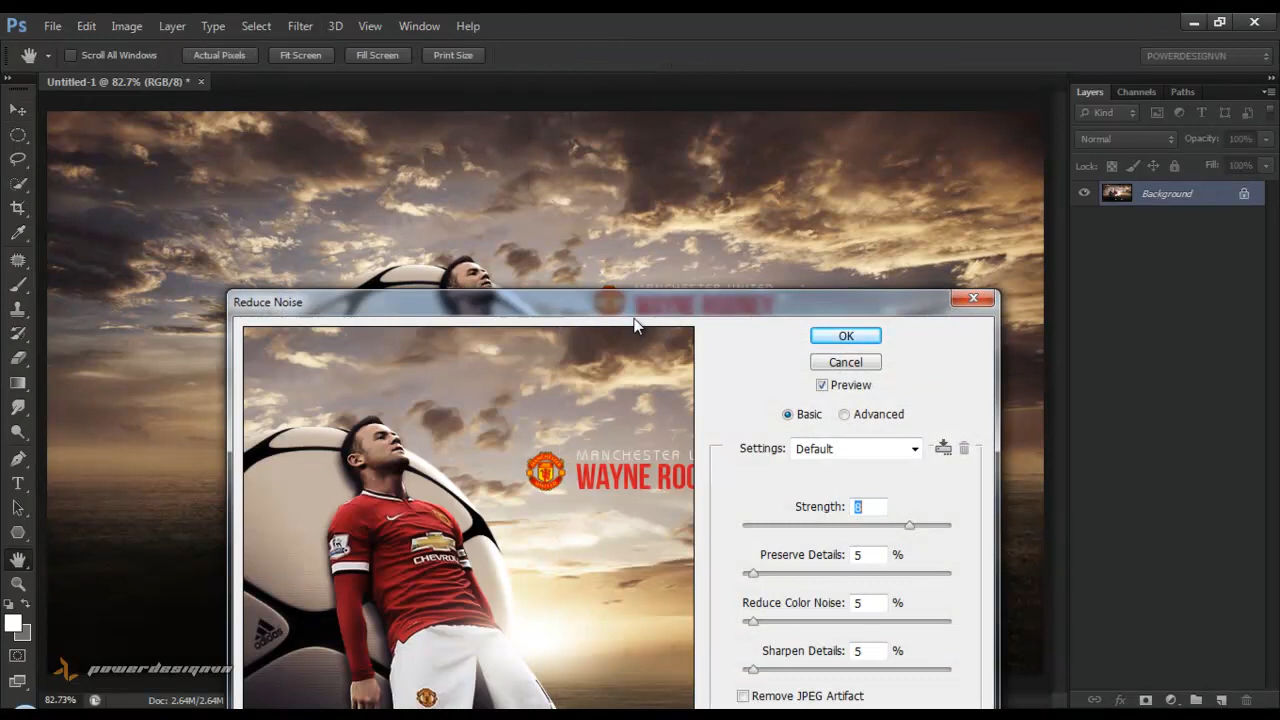 Ps File Edit Image Layer Type Select Filter 3D View Window Help
Scroll All Windows Actual Pixels Fit Screen Fill Screen Print Size POWERDESIGNVN
Untitled-1 @ 82.7% (RGB/8) * ×
Layers Channels Paths
Kind
Normal Opacity: 100%
Lock: Fill: 100%
Background
WAYNE ROONEY
Reduce Noise
OK
Cancel
Preview
Basic Advanced
Settings: Default
MANCHESTER U
WAYNE ROO
Strength: 8
Preserve Details: 5 %
CHEVROLET
Reduce Color Noise: 5 %
adidas
Sharpen Details: 5 %
powerdesignvn
Remove JPEG Artifact
82.73% Doc: 2.64M/2.64M